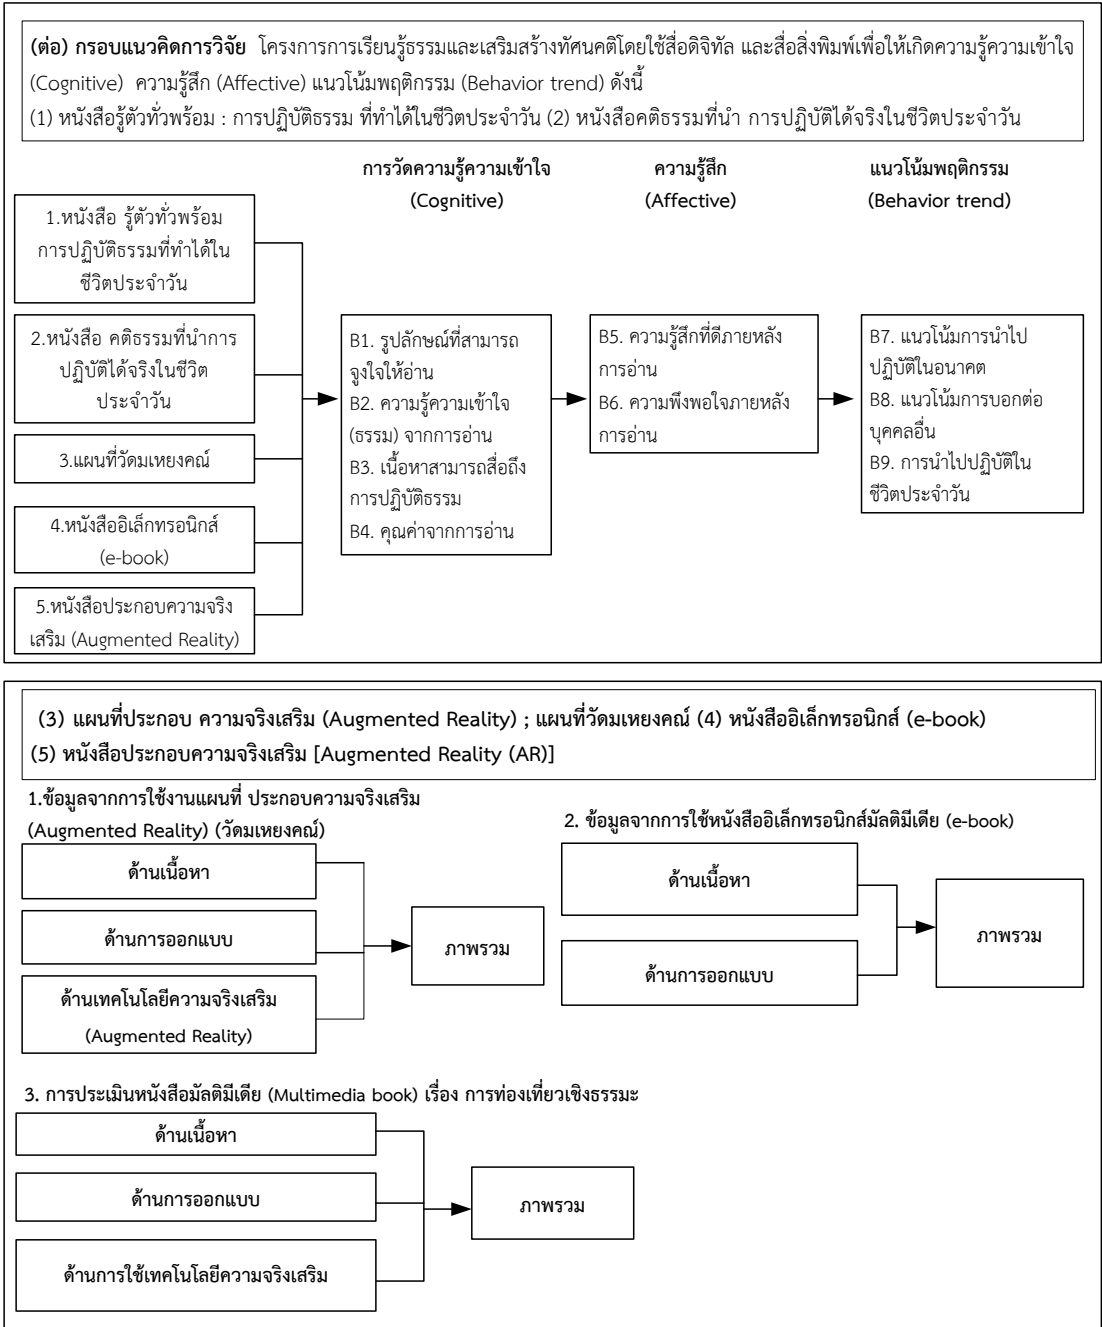 (ต่อ) กรอบแนวคิดการวิจัย โครงการการเรียนรู้ธรรมและเสริมสร้างทัศนคติโดยใช้สื่อดิจิทัล และสื่อสิ่งพิมพ์เพื่อให้เกิดความรู้ความเข้าใจ
(Cognitive) ความรู้สึก (Affective) แนวโน้มพฤติกรรม (Behavior trend) ดังนี้
(1) หนังสือรู้ตัวทั่วพร้อม : การปฏิบัติธรรม ที่ทำได้ในชีวิตประจำวัน (2) หนังสือคติธรรมที่นำ การปฏิบัติได้จริงในชีวิตประจำวัน
การวัดความรู้ความเข้าใจ
(Cognitive)
ความรู้สึก
(Affective)
แนวโน้มพฤติกรรม
(Behavior trend)
1.หนังสือ รู้ตัวทั่วพร้อม
การปฏิบัติธรรมที่ทำได้ใน
ชีวิตประจำวัน
2.หนังสือ คติธรรมที่นำการ
ปฏิบัติได้จริงในชีวิต
ประจำวัน
3.แผนที่วัดมเหยงคณ์
4.หนังสืออิเล็กทรอนิกส์
(e-book)
5.หนังสือประกอบความจริง
เสริม (Augmented Reality)
B1. รูปลักษณ์ที่สามารถ
จูงใจให้อ่าน
B2. ความรู้ความเข้าใจ
(ธรรม) จากการอ่าน
B3. เนื้อหาสามารถสื่อถึง
การปฏิบัติธรรม
B4. คุณค่าจากการอ่าน
B5. ความรู้สึกที่ดีภายหลัง
การอ่าน
B6. ความพึงพอใจภายหลัง
การอ่าน
B7. แนวโน้มการนำไป
ปฏิบัติในอนาคต
B8. แนวโน้มการบอกต่อ
บุคคลอื่น
B9. การนำไปปฏิบัติใน
ชีวิตประจำวัน
(3) แผนที่ประกอบ ความจริงเสริม (Augmented Reality) ; แผนที่วัดมเหยงคณ์ (4) หนังสืออิเล็กทรอนิกส์ (e-book)
(5) หนังสือประกอบความจริงเสริม [Augmented Reality (AR)]
1.ข้อมูลจากการใช้งานแผนที่ ประกอบความจริงเสริม
(Augmented Reality) (วัดมเหยงคณ์)
ด้านเนื้อหา
ด้านการออกแบบ
ด้านเทคโนโลยีความจริงเสริม
(Augmented Reality)
ภาพรวม
2. ข้อมูลจากการใช้หนังสืออิเล็กทรอนิกส์มัลติมีเดีย (e-book)
ด้านเนื้อหา
ด้านการออกแบบ
ภาพรวม
3. การประเมินหนังสือมัลติมีเดีย (Multimedia book) เรื่อง การท่องเที่ยวเชิงธรรมะ
ด้านเนื้อหา
ด้านการออกแบบ
ด้านการใช้เทคโนโลยีความจริงเสริม
ภาพรวม